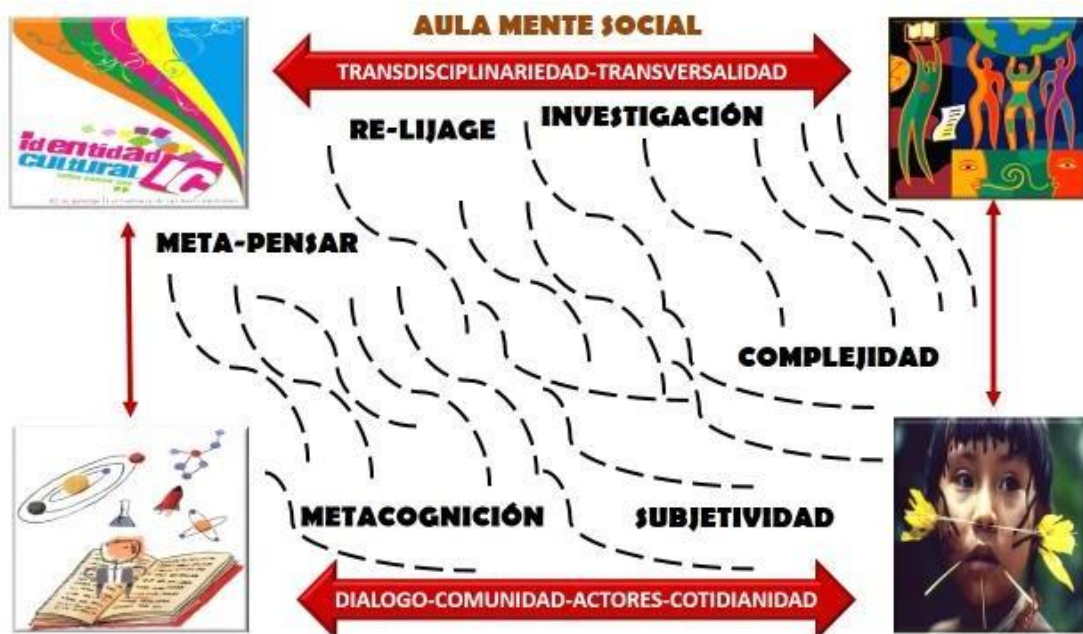 AULA MENTE SOCIAL
TRANSDISCIPLINARIEDAD-TRANSVERSALIDAD
RE-LIJAGE
INVESTIGACIÓN
identidad
cultural
IC
META-PENSAR
COMPLEJIDAD
METACOGNICIÓN
SUBJETIVIDAD
DIALOGO-COMUNIDAD-ACTORES-COTIDIANIDAD